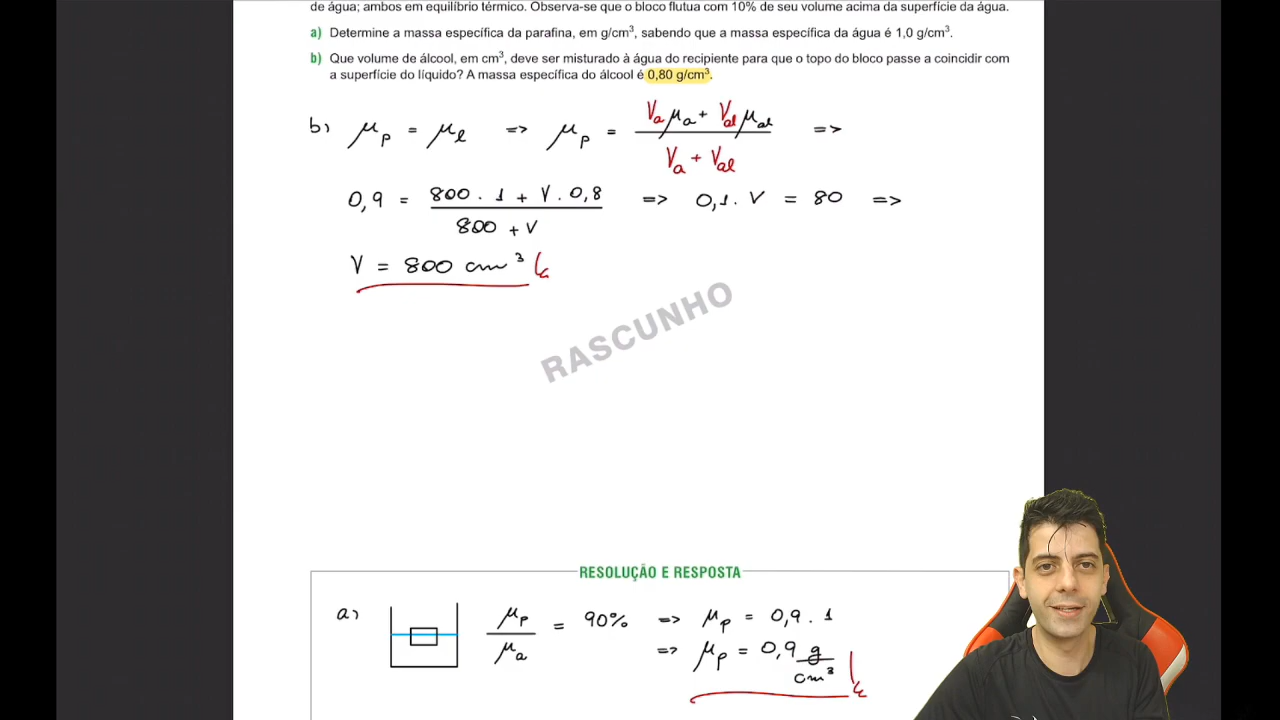 de água; ambos em equilíbrio térmico. Observa-se que o bloco flutua com 10% de seu volume acima da superfície da água.
a) Determine a massa específica da parafina, em g/cm³, sabendo que a massa específica da água é 1,0 g/cm³.
b) Que volume de álcool, em cm³, deve ser misturado à água do recipiente para que o topo do bloco passe a coincidir com
a superfície do líquido? A massa específica do álcool é 0,80 g/cm³.
b) μp = μl => μp = (Va μa + Val μal) / (Va + Val) =>
0,9 = (800 . 1 + V . 0,8) / (800 + V) => 0,1 . V = 80 =>
V = 800 cm³
RASCUNHO
RESOLUÇÃO E RESPOSTA
a) μp / μa = 90% => μp = 0,9 . 1
=> μp = 0,9 g/cm³